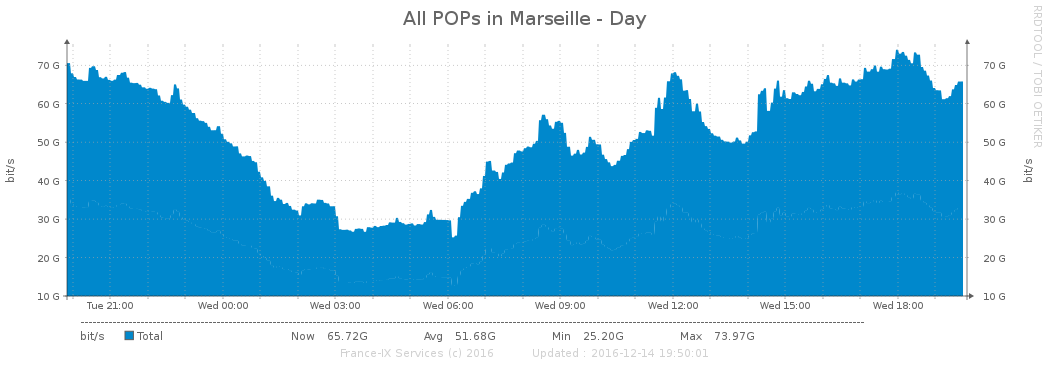 All POPs in Marseille - Day
RRDTOOL / TOBI OETIKER
bit/s
70 G
60 G
50 G
40 G
30 G
20 G
10 G
70 G
60 G
50 G
40 G
30 G
20 G
10 G
bit/s
Tue 21:00 Wed 00:00 Wed 03:00 Wed 06:00 Wed 09:00 Wed 12:00 Wed 15:00 Wed 18:00
bit/s Total Now 65.72G Avg 51.68G Min 25.20G Max 73.97G
France-IX Services (c) 2016 Updated : 2016-12-14 19:50:01